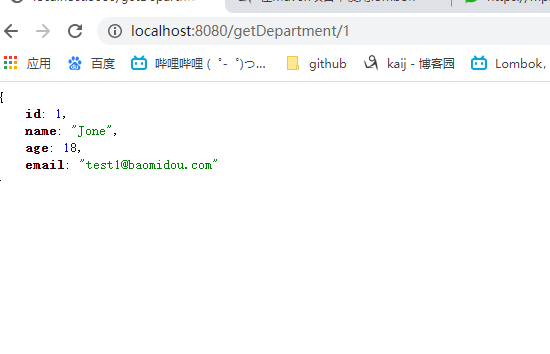 localhost:8080/getDepartment/1
应用 百度 哔哩哔哩 ( ゜- ゜)つ... github kaij - 博客园 Lombok,
{
id: 1,
name: "Jone",
age: 18,
email: "test1@baomidou.com"